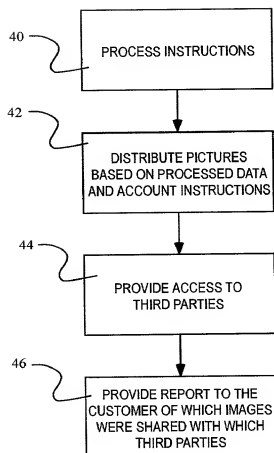 40
PROCESS INSTRUCTIONS
42
DISTRIBUTE PICTURES
BASED ON PROCESSED DATA
AND ACCOUNT INSTRUCTIONS.
44
PROVIDE ACCESS TO
THIRD PARTIES
46
PROVIDE REPORT TO THE
CUSTOMER OF WHICH IMAGES
WERE SHARED WITH WHICH
THIRD PARTIES